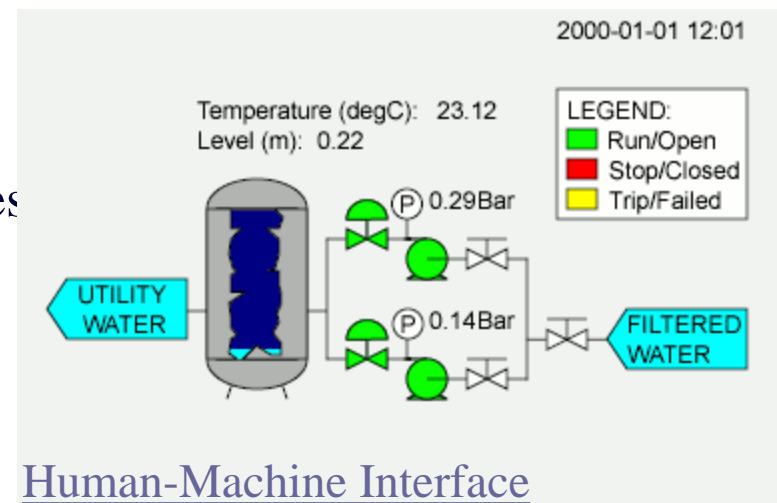 2000-01-01 12:01
Temperature (degC): 23.12
Level (m): 0.22
LEGEND:
Run/Open
Stop/Closed
Trip/Failed
es
P 0.29Bar
UTILITY
WATER
P 0.14Bar
FILTERED
WATER
Human-Machine Interface